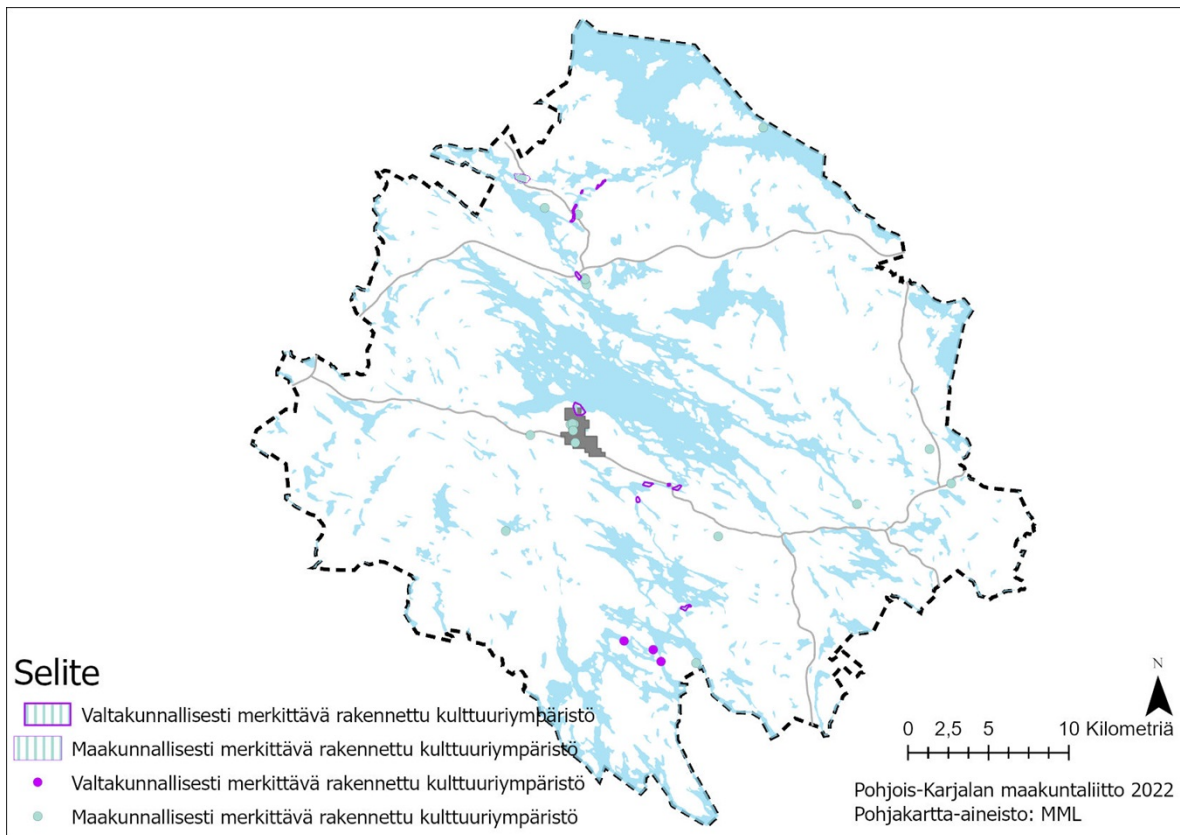 Selite
Valtakunnallisesti merkittävä rakennettu kulttuuriympäristö
Maakunnallisesti merkittävä rakennettu kulttuuriympäristö
Valtakunnallisesti merkittävä rakennettu kulttuuriympäristö
Maakunnallisesti merkittävä rakennettu kulttuuriympäristö
N
0 2,5 5 10 Kilometriä
Pohjois-Karjalan maakuntaliitto 2022
Pohjakartta-aineisto: MML